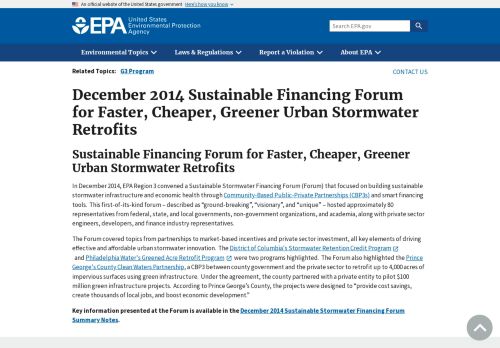 An official website of the United States government Here's how you know
EPA United States
Environmental Protection
Agency
Search EPA.gov
Environmental Topics Laws & Regulations Report a Violation About EPA
Related Topics: G3 Program
CONTACT US
December 2014 Sustainable Financing Forum
for Faster, Cheaper, Greener Urban Stormwater
Retrofits
Sustainable Financing Forum for Faster, Cheaper, Greener
Urban Stormwater Retrofits
In December 2014, EPA Region 3 convened a Sustainable Stormwater Financing Forum (Forum) that focused on building sustainable
stormwater infrastructure and economic health through Community-Based Public-Private Partnerships (CBP3s) and smart financing
tools. This first-of-its-kind forum – described as “ground-breaking”, “visionary”, and “unique” – hosted approximately 80
representatives from federal, state, and local governments, non-government organizations, and academia, along with private sector
engineers, developers, and finance industry representatives.
The Forum covered topics from partnerships to market-based incentives and private sector investment, all key elements of driving
effective and affordable urban stormwater innovation. The District of Columbia's Stormwater Retention Credit Program
and Philadelphia Water's Greened Acre Retrofit Program were two programs highlighted. The Forum also highlighted the Prince
George's County Clean Waters Partnership, a CBP3 between county government and the private sector to retrofit up to 4,000 acres of
impervious surfaces using green infrastructure. Under the agreement, the county partnered with a private entity to pilot $100
million green infrastructure projects. According to Prince George's County, the projects were designed to “provide cost savings,
create thousands of local jobs, and boost economic development.”
Key information presented at the Forum is available in the December 2014 Sustainable Stormwater Financing Forum
Summary Notes.